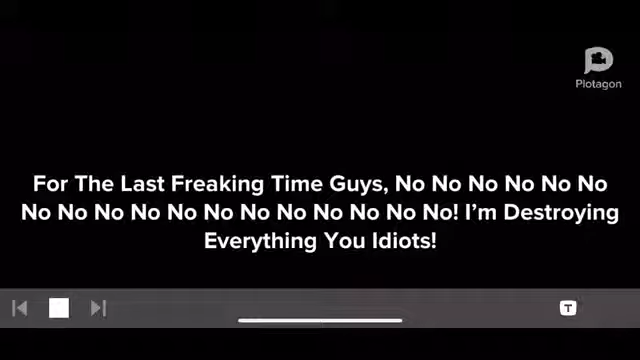 Plotagon
For The Last Freaking Time Guys, No No No No No No
No No No No No No No No No No No No! I'm Destroying
Everything You Idiots!
T